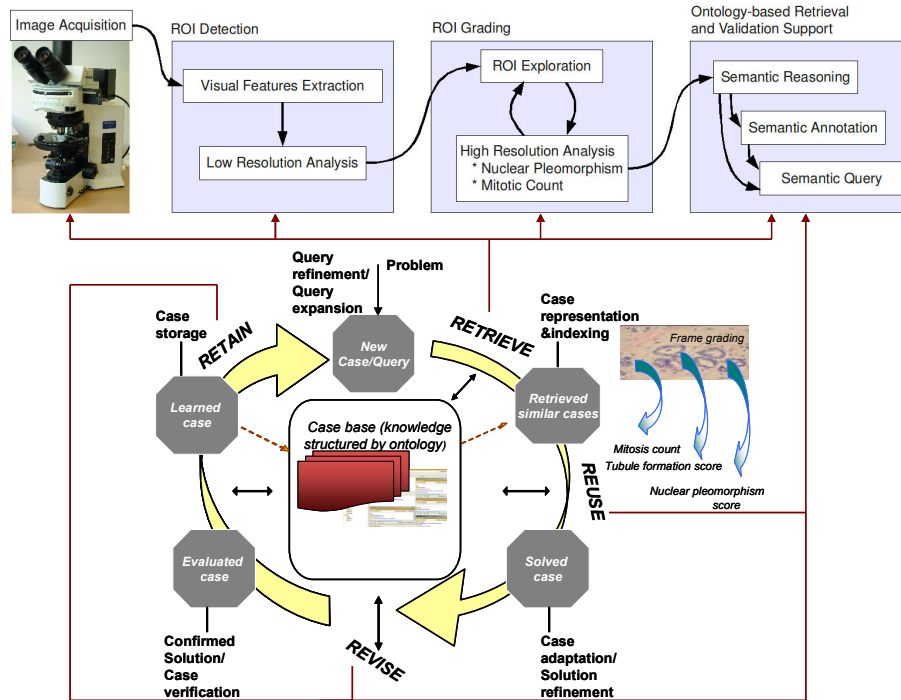 Image Acquisition
ROI Detection
Visual Features Extraction
Low Resolution Analysis
ROI Grading
ROI Exploration
High Resolution Analysis
* Nuclear Pleomorphism
* Mitotic Count
Ontology-based Retrieval
and Validation Support
Semantic Reasoning
Semantic Annotation
Semantic Query
Query
refinement/
Query
expansion
Problem
Case
storage
RETAIN
New
Case/Query
RETRIEVE
Case
representation
&indexing
Frame grading
Learned
case
Retrieved
similar cases
Case base (knowledge
structured by ontology)
Mitosis count
Tubule formation score
Nuclear pleomorphism
score
REUSE
Evaluated
case
Solved
case
REVISE
Confirmed
Solution/
Case
verification
Case
adaptation/
Solution
refinement